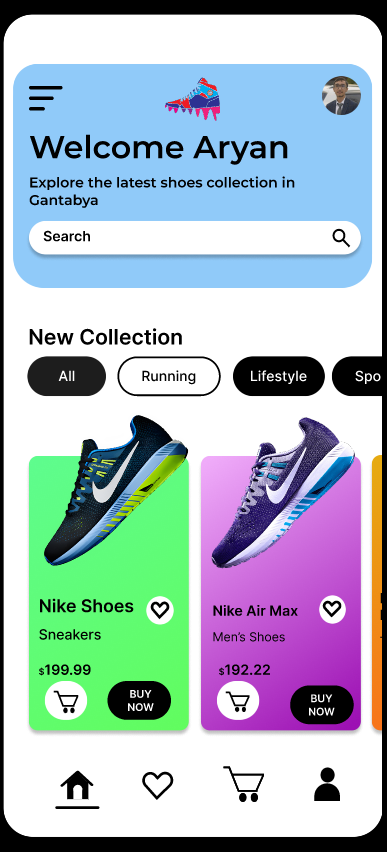 Welcome Aryan
Explore the latest shoes collection in
Gantabya
Search
New Collection
All Running Lifestyle Spo
Nike Shoes
Sneakers
$199.99
BUY
NOW
Nike Air Max
Men's Shoes
$192.22
BUY
NOW